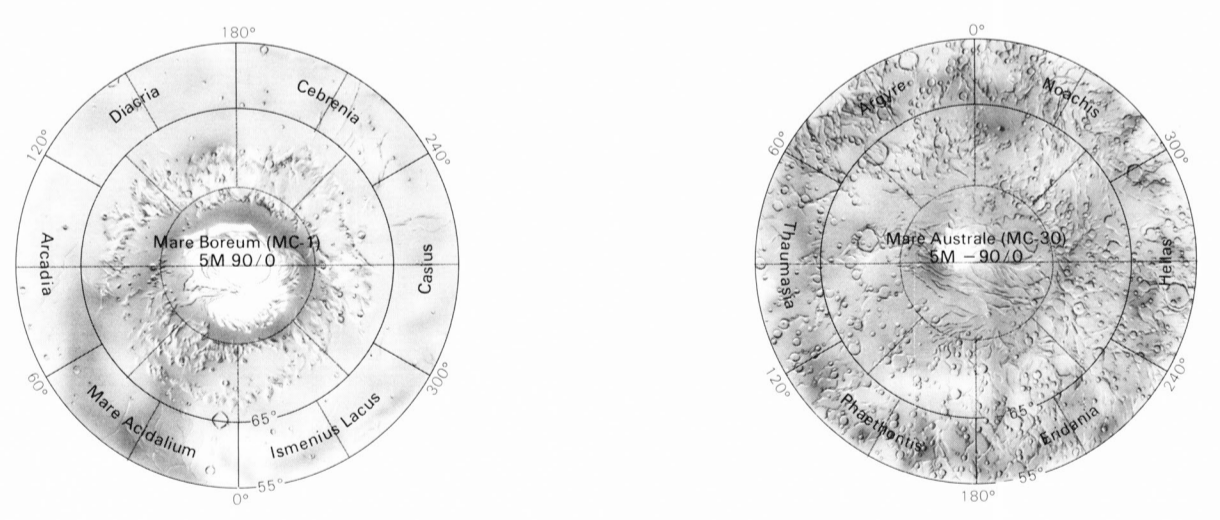 180°
Diacria
Cebrenia
120°
240°
Arcadia
Mare Boreum (MC-1)
5M 90/0
Casius
60°
300°
Mare Acidalium
65°
Ismenius Lacus
55°
0°
0°
Argyre
Noachis
60°
300°
Thaumasia
Mare Australe (MC-30)
5M – 90/0
Hellas
120°
240°
Phaethontis
65°
Eridania
55°
180°